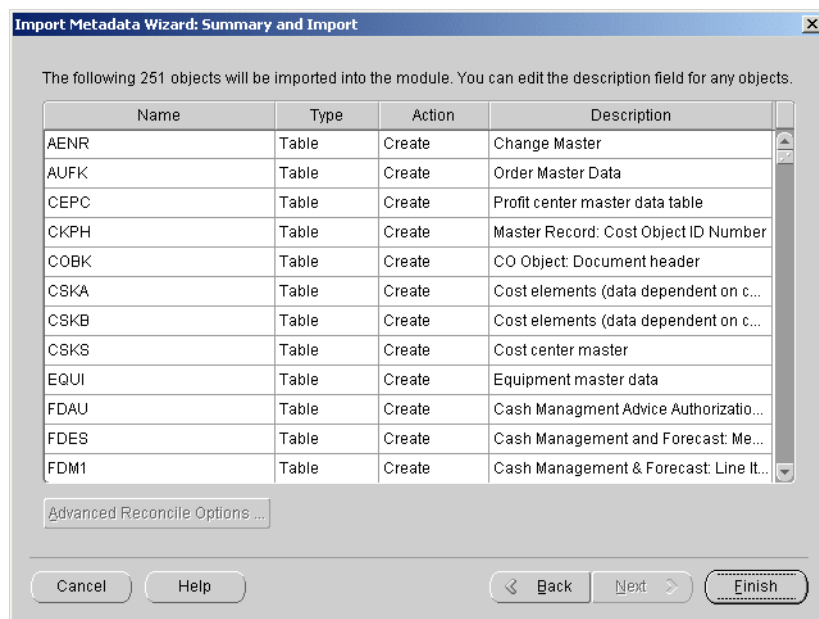 Import Metadata Wizard: Summary and Import
The following 251 objects will be imported into the module. You can edit the description field for any objects.
Name Type Action Description
AENR Table Create Change Master
AUFK Table Create Order Master Data
CEPC Table Create Profit center master data table
CKPH Table Create Master Record: Cost Object ID Number
COBK Table Create CO Object: Document header
CSKA Table Create Cost elements (data dependent on c...
CSKB Table Create Cost elements (data dependent on c...
CSKS Table Create Cost center master
EQUI Table Create Equipment master data
FDAU Table Create Cash Managment Advice Authorizatio...
FDES Table Create Cash Management and Forecast: Me...
FDM1 Table Create Cash Management & Forecast: Line It...
Advanced Reconcile Options ...
Cancel Help Back Next Finish